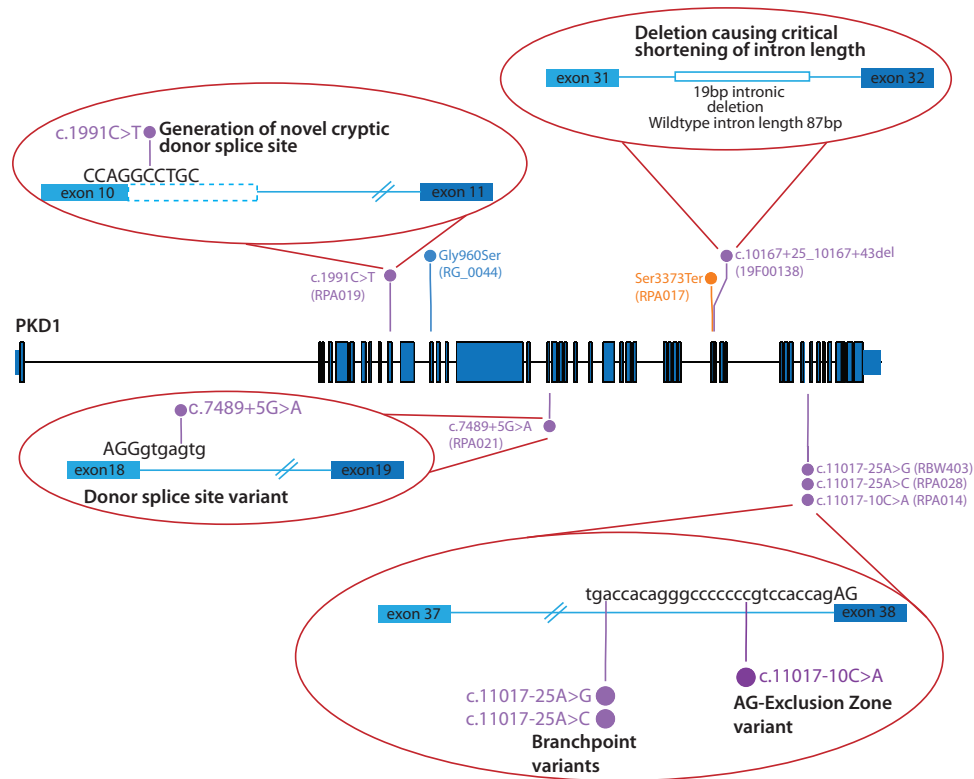 Deletion causing critical
shortening of intron length
exon 31
exon 32
19bp intronic
deletion
Wildtype intron length 87bp
c.1991C>T
Generation of novel cryptic
donor splice site
CCAGGCCTGC
exon 10
exon 11
c.1991C>T
(RPA019)
Gly960Ser
(RG_0044)
Ser3373Ter
(RPA017)
c.10167+25_10167+43del
(19F00138)
PKD1
c.7489+5G>A
AGGgtgagtg
exon18
exon19
Donor splice site variant
c.7489+5G>A
(RPA021)
c.11017-25A>G (RBW403)
c.11017-25A>C (RPA028)
c.11017-10C>A (RPA014)
tgaccacagggcccccccgtccaccagAG
exon 37
exon 38
c.11017-25A>G
c.11017-25A>C
Branchpoint
variants
c.11017-10C>A
AG-Exclusion Zone
variant